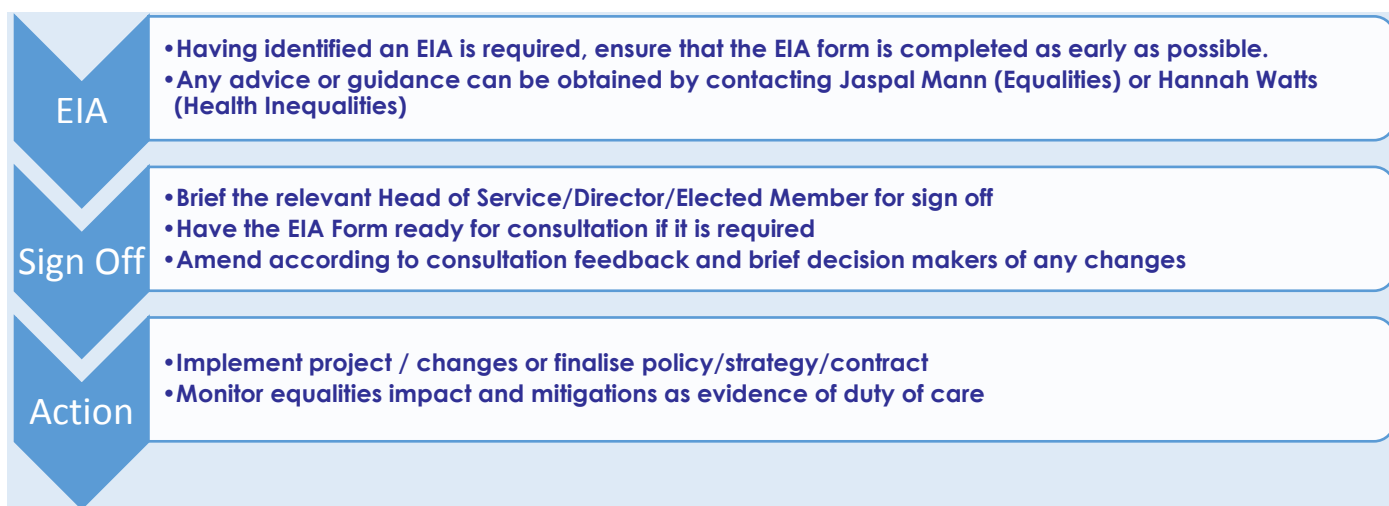 EIA
•Having identified an EIA is required, ensure that the EIA form is completed as early as possible.
•Any advice or guidance can be obtained by contacting Jaspal Mann (Equalities) or Hannah Watts
(Health Inequalities)
Sign Off
•Brief the relevant Head of Service/Director/Elected Member for sign off
•Have the EIA Form ready for consultation if it is required
•Amend according to consultation feedback and brief decision makers of any changes
Action
•Implement project / changes or finalise policy/strategy/contract
•Monitor equalities impact and mitigations as evidence of duty of care